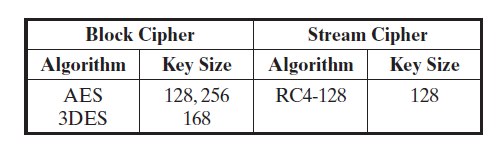 Block Cipher Stream Cipher
Algorithm Key Size Algorithm Key Size
AES 128, 256 RC4-128 128
3DES 168